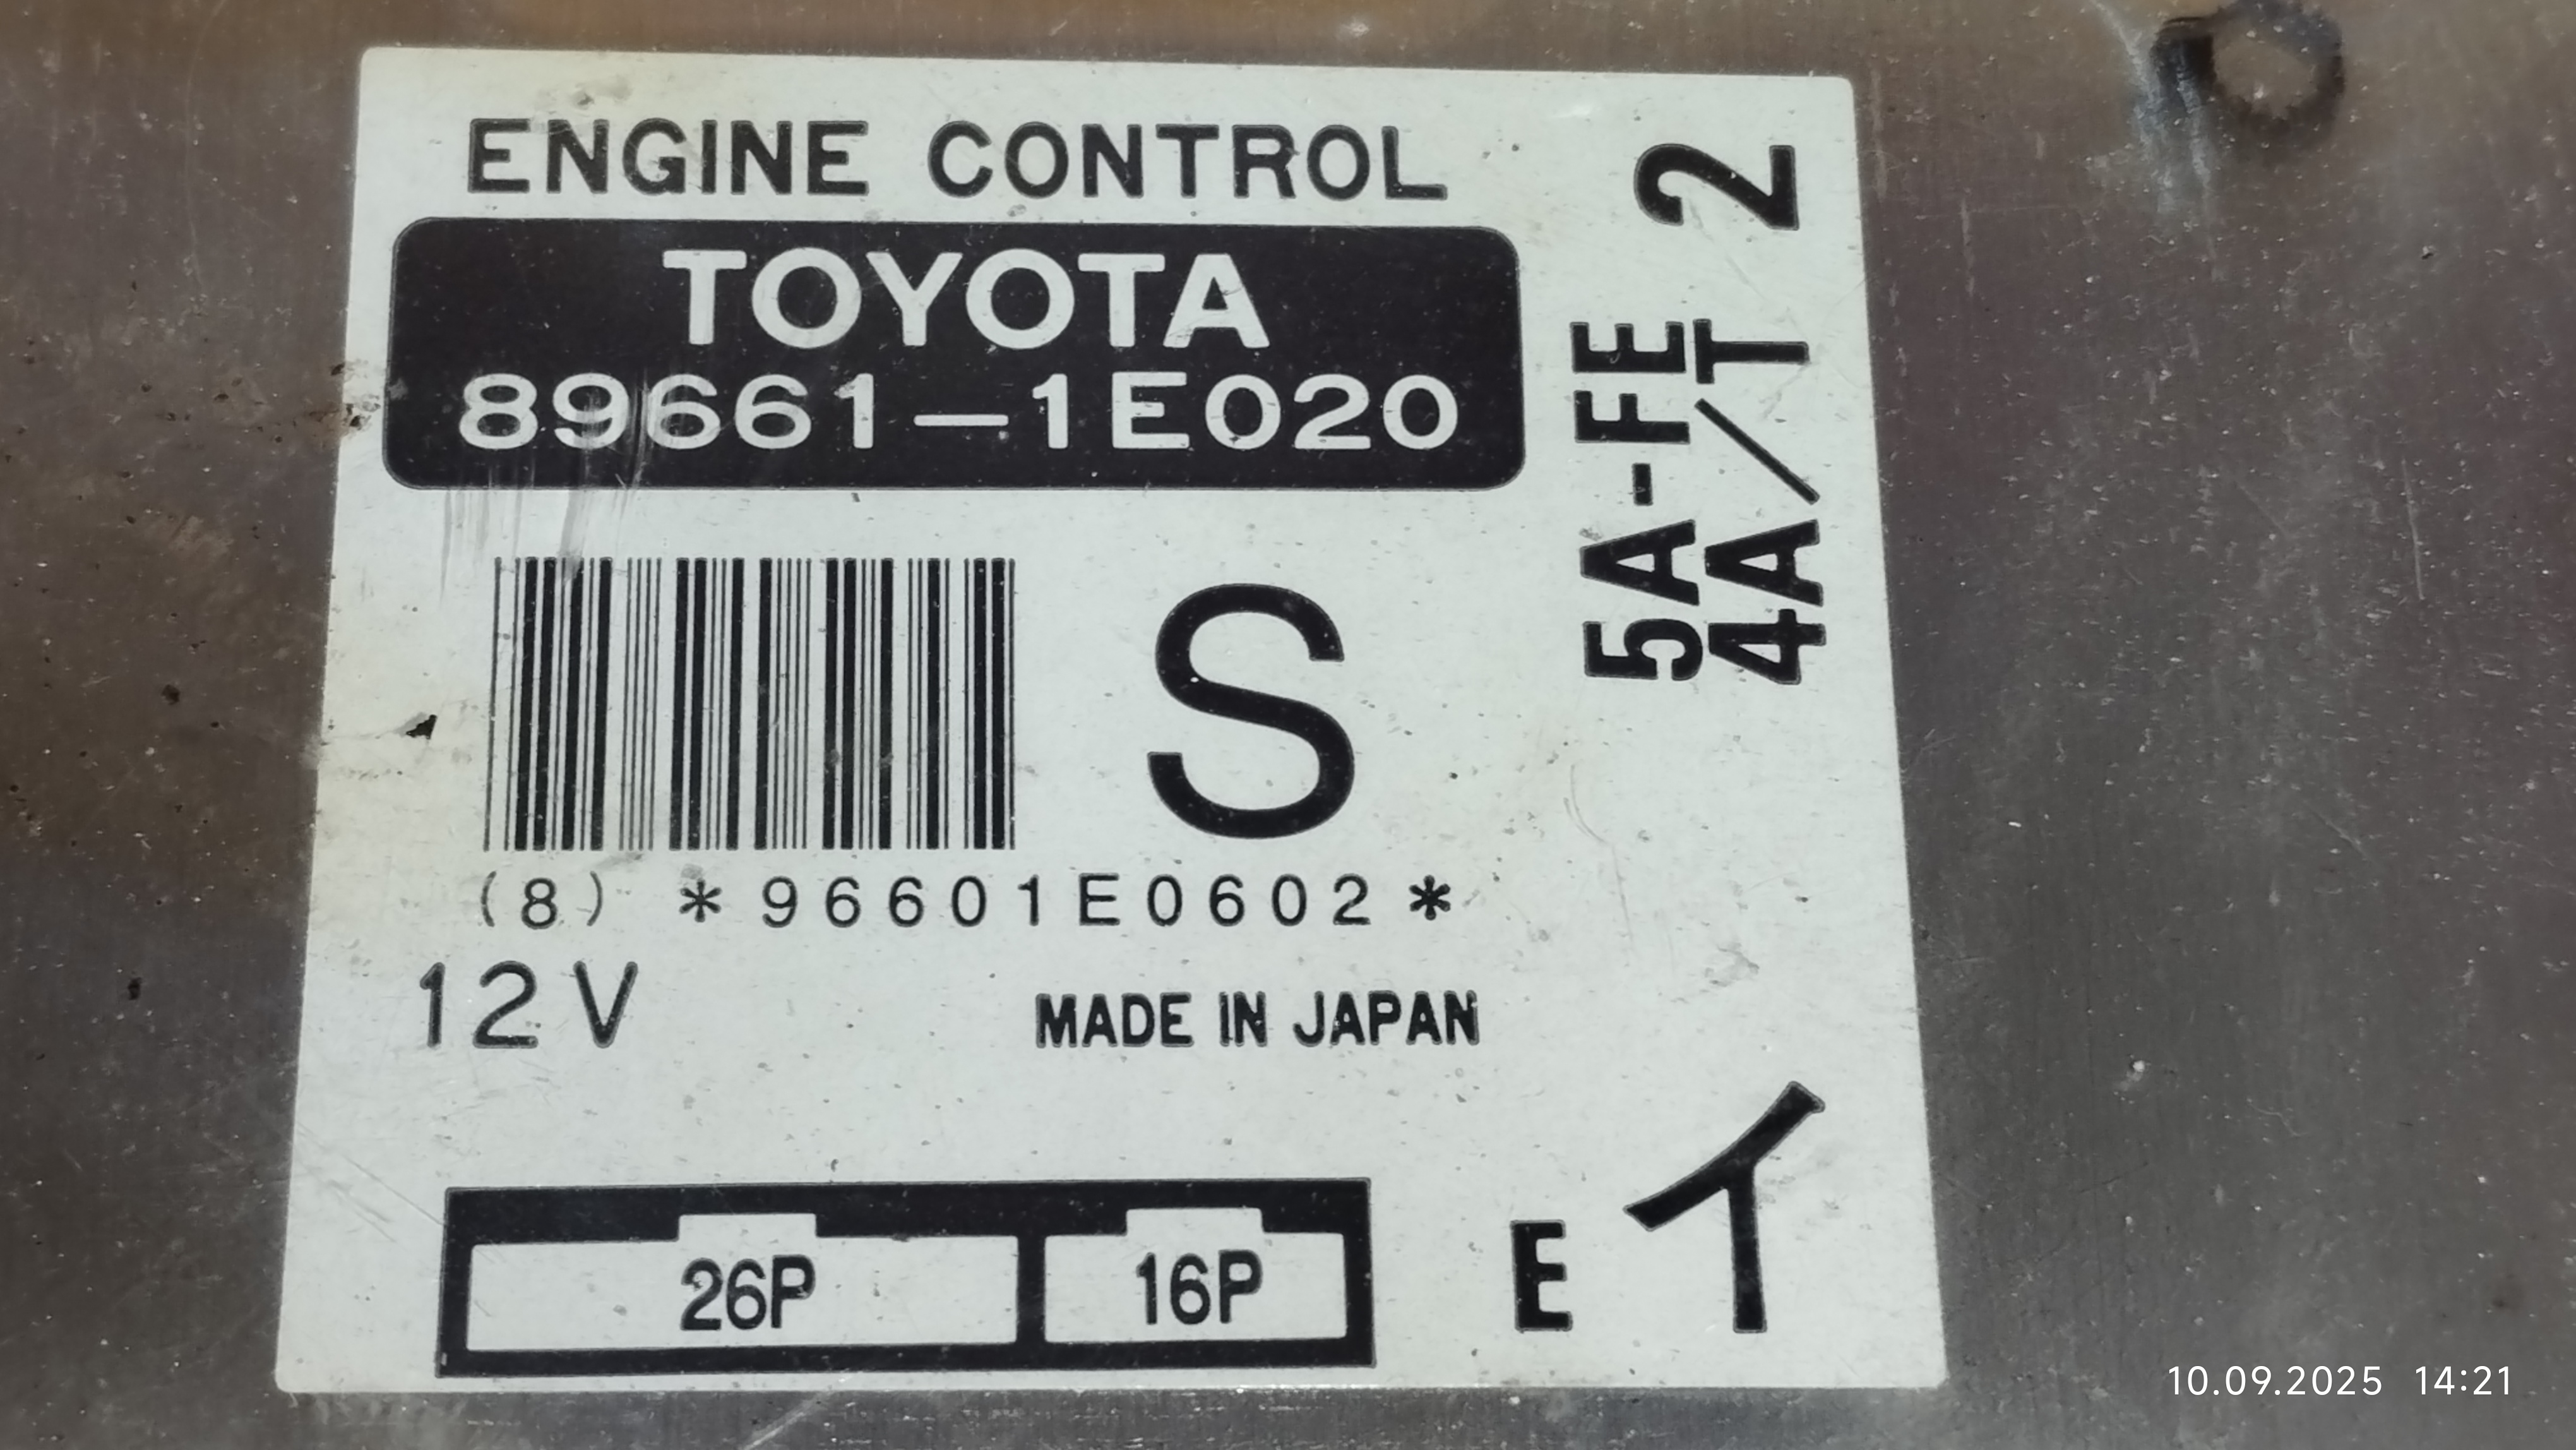 ENGINE CONTROL
TOYOTA
89661-1E020
5A-FE 2
4A/T
S
(8) *96601E0602*
12V
MADE IN JAPAN
26P 16P
E イ
10.09.2025 14:21